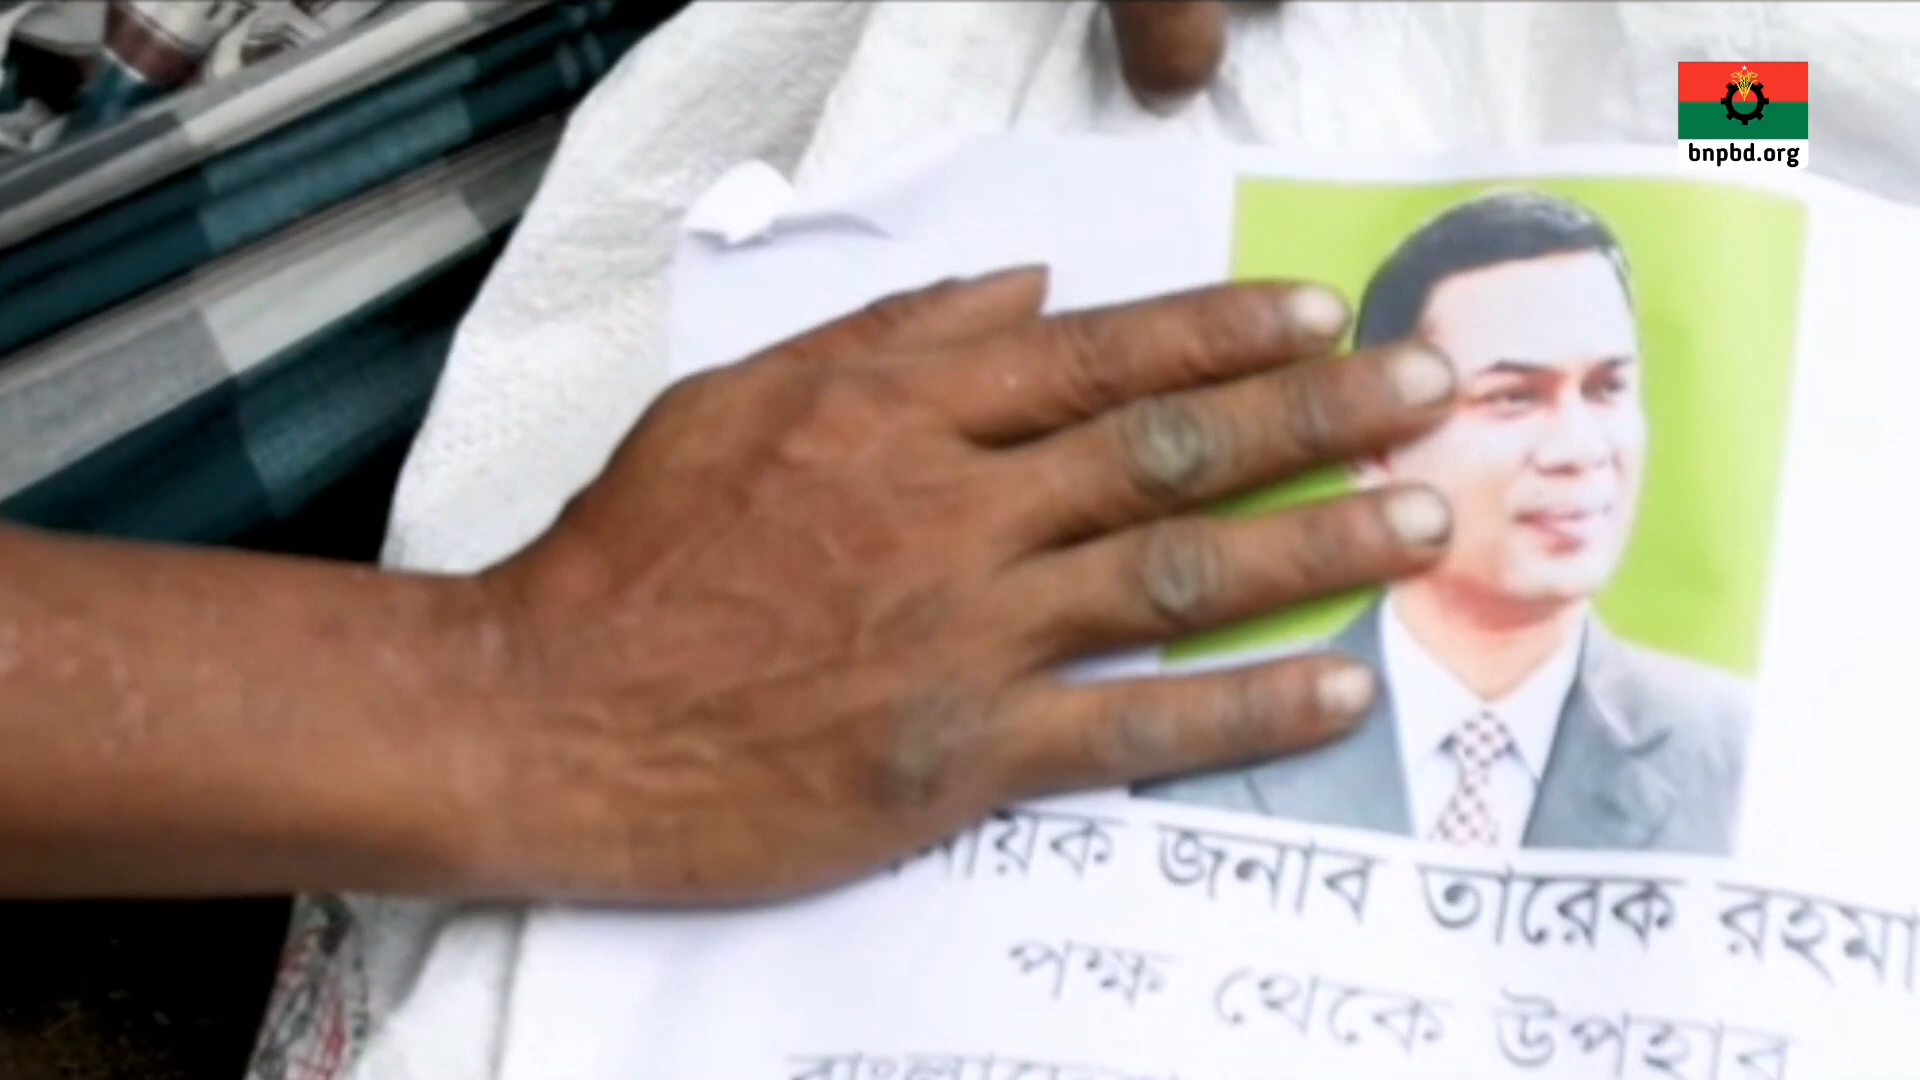 bnpbd.org
নায়ক জনাব তারেক রহমা
পক্ষ থেকে উপহার